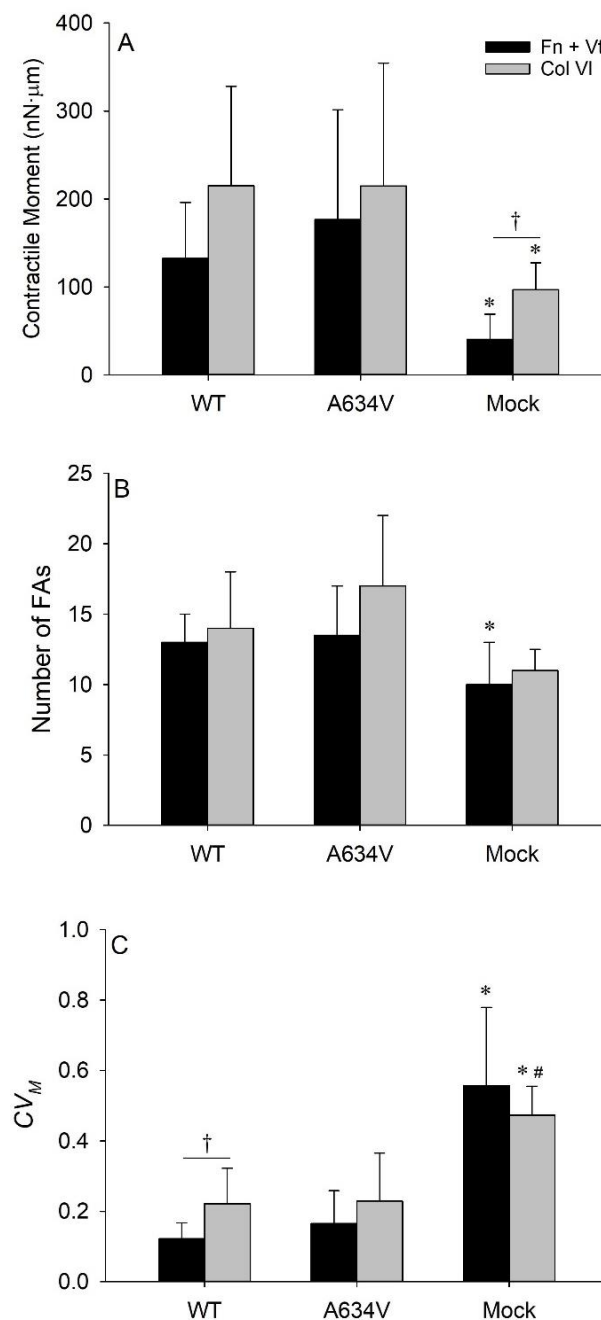 A
Contractile Moment (nN·µm)
400
300
200
100
0
Fn + Vt
Col VI
†
*
*
WT A634V Mock
B
Number of FAs
25
20
15
10
5
0
*
WT A634V Mock
C
CV_M
1.0
0.8
0.6
0.4
0.2
0.0
†
*
* #
WT A634V Mock